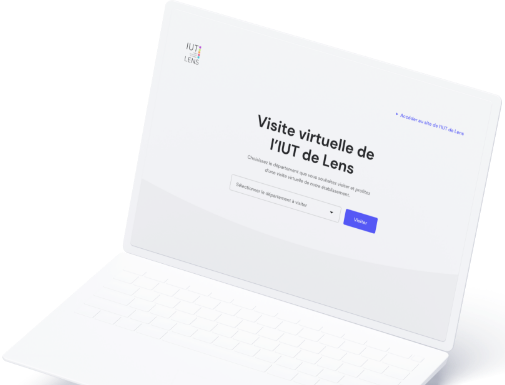 IUT
DE
LENS
Accéder au site de l'IUT de Lens
Visite virtuelle de
l'IUT de Lens
Choisissez le département que vous souhaitez visiter et profitez
d'une visite virtuelle de notre établissement.
Sélectionner le département à visiter
Visiter